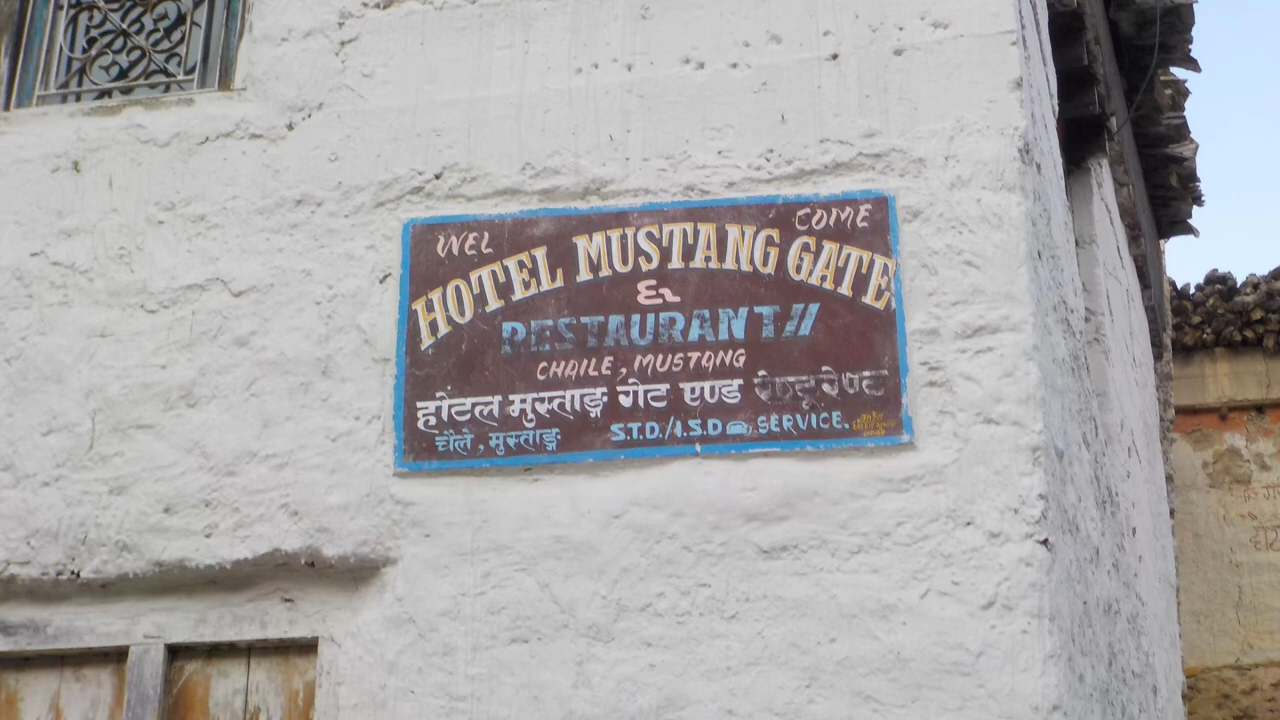 WEL COME
HOTEL MUSTANG GATE
&
RESTAURANT//
CHAILE, MUSTANG
होटल मुस्ताङ्ग गेट एण्ड रेष्टुरेण्ट
चैले, मुस्ताङ्ग S.T.D./I.S.D SERVICE.